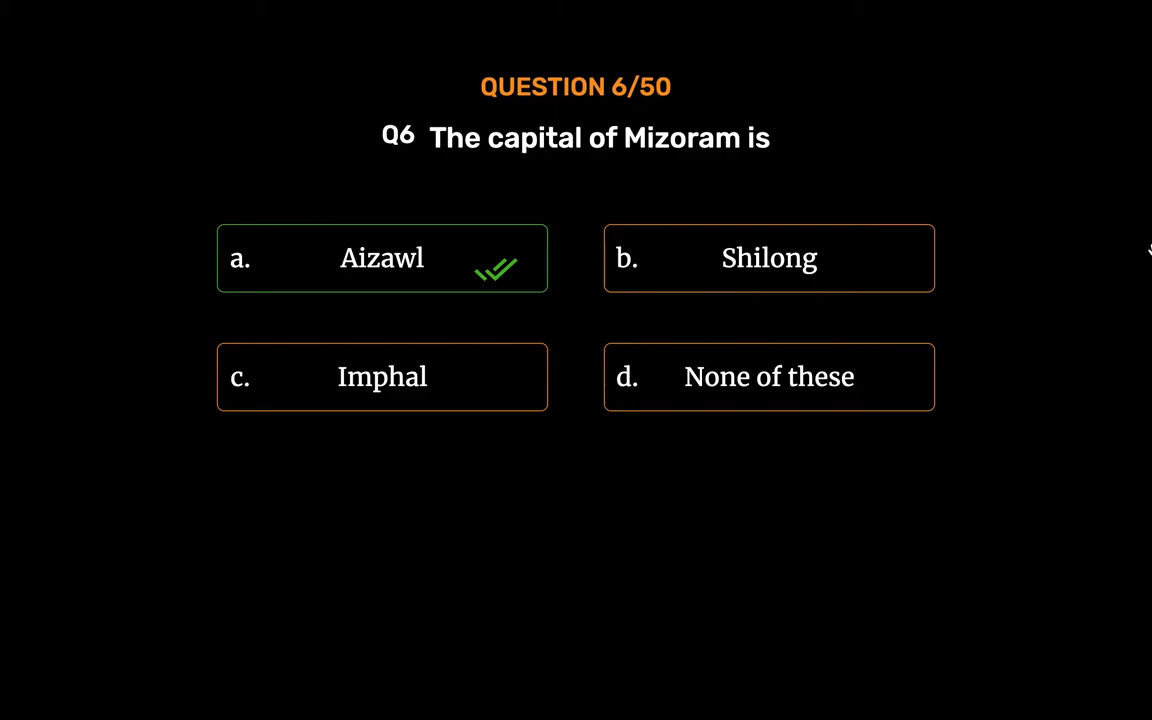 QUESTION 6/50
Q6 The capital of Mizoram is
a. Aizawl
b. Shilong
c. Imphal
d. None of these